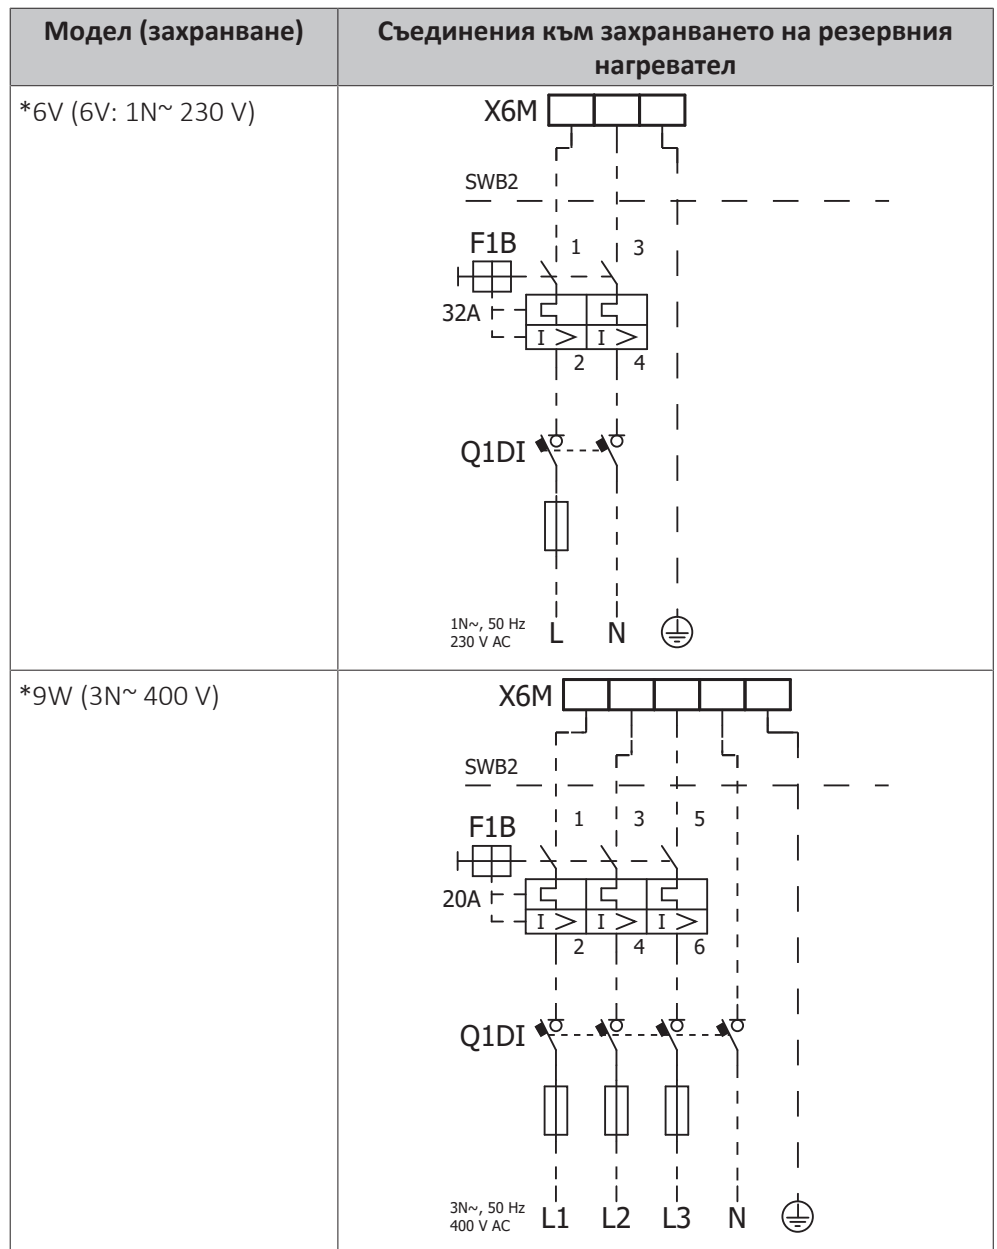 Модел (захранване)
Съединения към захранването на резервния
нагревател
*6V (6V: 1N~ 230 V)
X6M
SWB2
F1B
1
3
32A
I >
I >
2
4
Q1DI
1N~, 50 Hz
230 V AC
L
N
*9W (3N~ 400 V)
X6M
SWB2
F1B
1
3
5
20A
I >
I >
I >
2
4
6
Q1DI
3N~, 50 Hz
400 V AC
L1
L2
L3
N